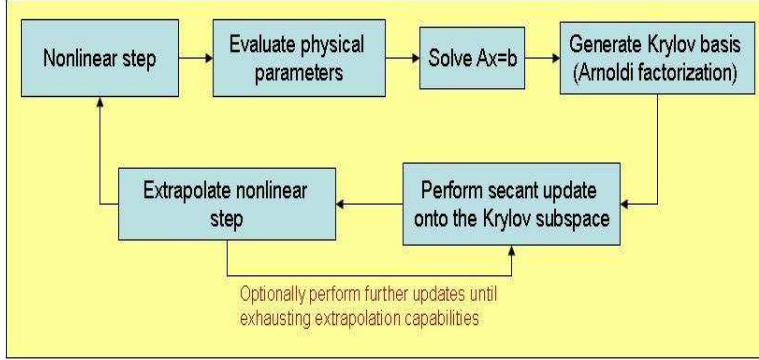 Nonlinear step
Evaluate physical
parameters
Solve Ax=b
Generate Krylov basis
(Arnoldi factorization)
Extrapolate nonlinear
step
Perform secant update
onto the Krylov subspace
Optionally perform further updates until
exhausting extrapolation capabilities